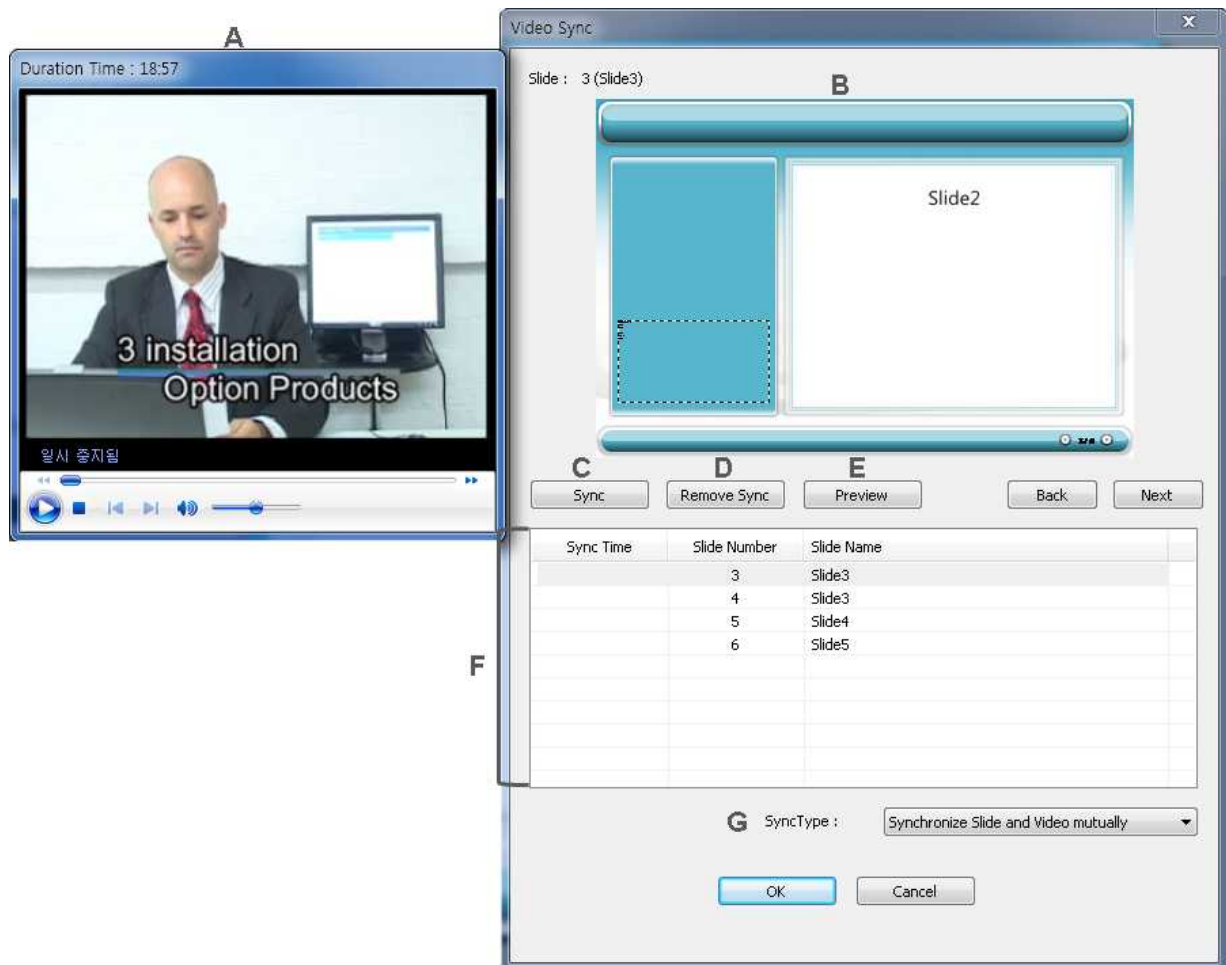 A
Duration Time : 18:57
3 installation
Option Products
일시 중지됨
Video Sync
X
Slide : 3 (Slide3)
B
Slide2
C
D
E
Sync
Remove Sync
Preview
Back
Next
F
Sync Time Slide Number Slide Name
3 Slide3
4 Slide3
5 Slide4
6 Slide5
G SyncType : Synchronize Slide and Video mutually
OK
Cancel